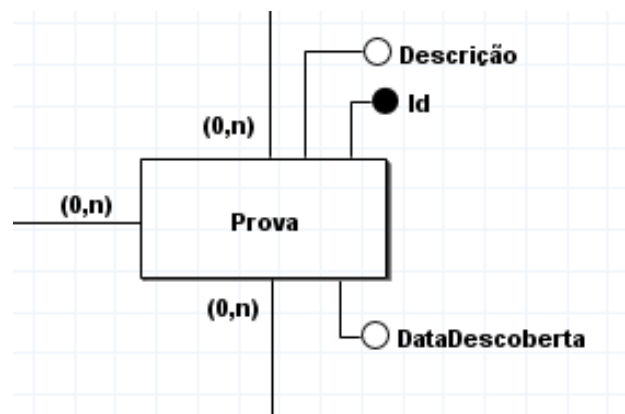 Descrição
Id
(0,n)
(0,n)
Prova
(0,n)
DataDescoberta